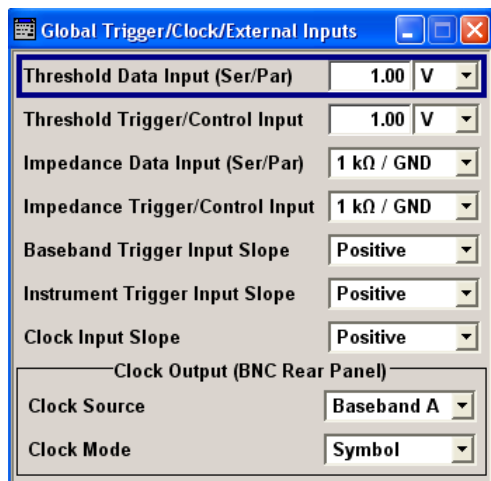 Global Trigger/Clock/External Inputs
Threshold Data Input (Ser/Par) 1.00 V
Threshold Trigger/Control Input 1.00 V
Impedance Data Input (Ser/Par) 1 kΩ / GND
Impedance Trigger/Control Input 1 kΩ / GND
Baseband Trigger Input Slope Positive
Instrument Trigger Input Slope Positive
Clock Input Slope Positive
Clock Output (BNC Rear Panel)
Clock Source Baseband A
Clock Mode Symbol